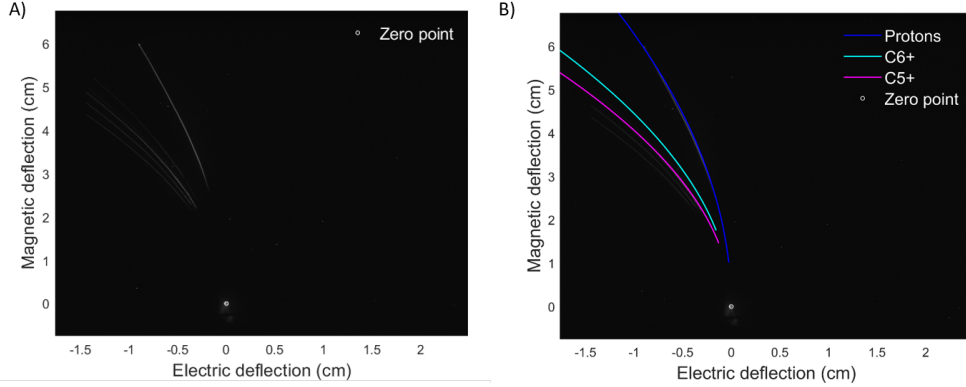 A)
Zero point
6
5
4
3
2
1
0
Magnetic deflection (cm)
-1.5 -1 -0.5 0 0.5 1 1.5 2
Electric deflection (cm)
B)
Protons
C6+
C5+
Zero point
6
5
4
3
2
1
0
Magnetic deflection (cm)
-1.5 -1 -0.5 0 0.5 1 1.5 2
Electric deflection (cm)